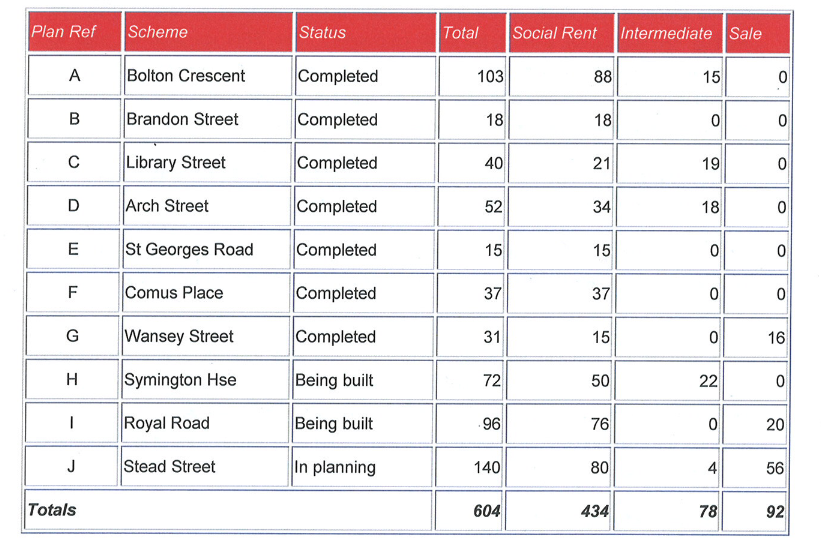 Plan Ref Scheme Status Total Social Rent Intermediate Sale
A Bolton Crescent Completed 103 88 15 0
B Brandon Street Completed 18 18 0 0
C Library Street Completed 40 21 19 0
D Arch Street Completed 52 34 18 0
E St Georges Road Completed 15 15 0 0
F Comus Place Completed 37 37 0 0
G Wansey Street Completed 31 15 0 16
H Symington Hse Being built 72 50 22 0
I Royal Road Being built 96 76 0 20
J Stead Street In planning 140 80 4 56
Totals 604 434 78 92